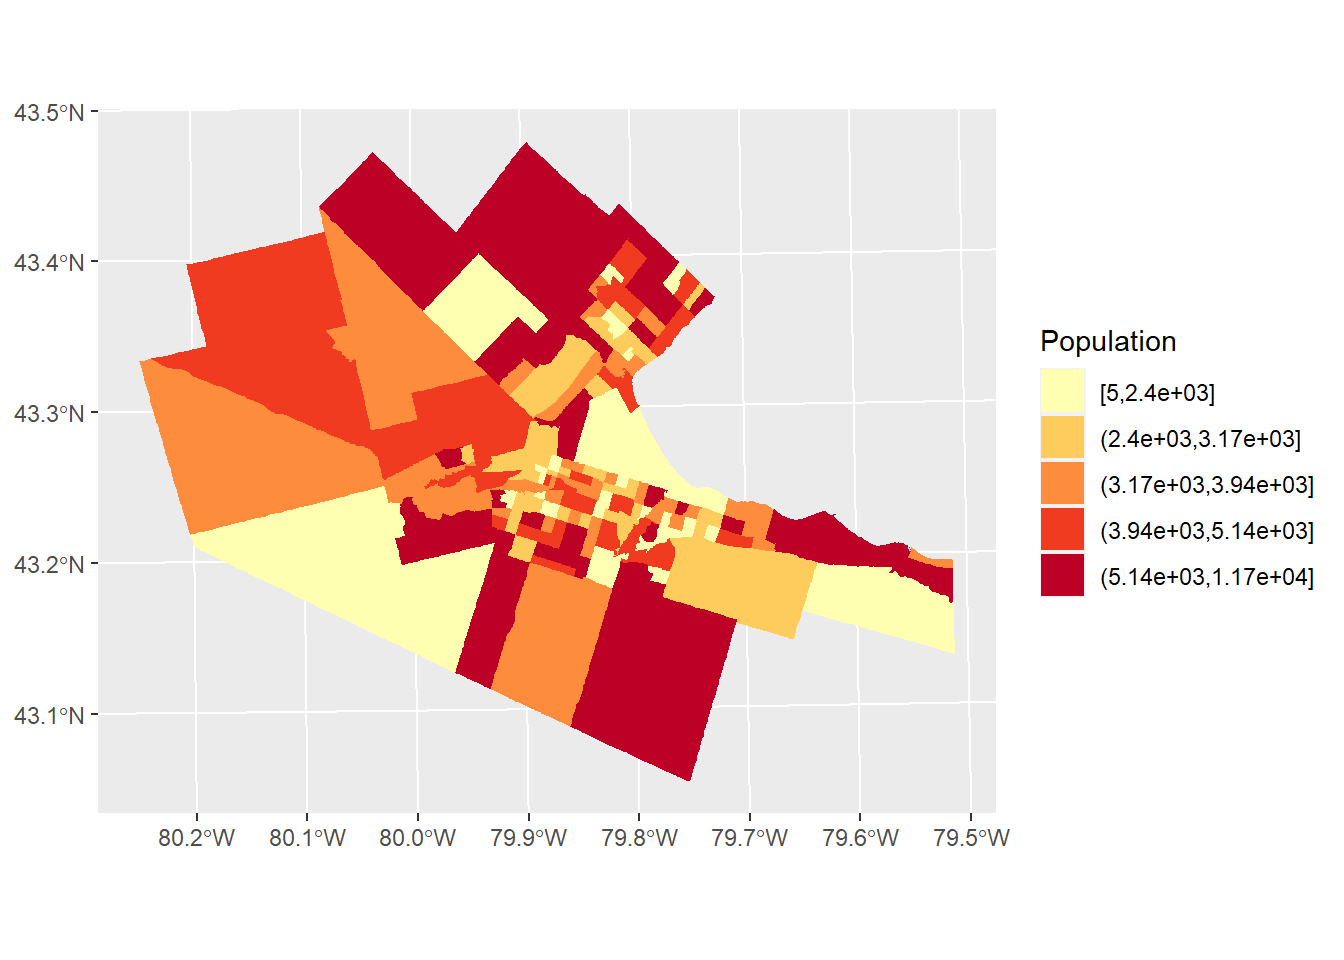 43.5°N
43.4°N
43.3°N
43.2°N
43.1°N
80.2°W 80.1°W 80.0°W 79.9°W 79.8°W 79.7°W 79.6°W 79.5°W
Population
[5,2.4e+03]
(2.4e+03,3.17e+03]
(3.17e+03,3.94e+03]
(3.94e+03,5.14e+03]
(5.14e+03,1.17e+04]